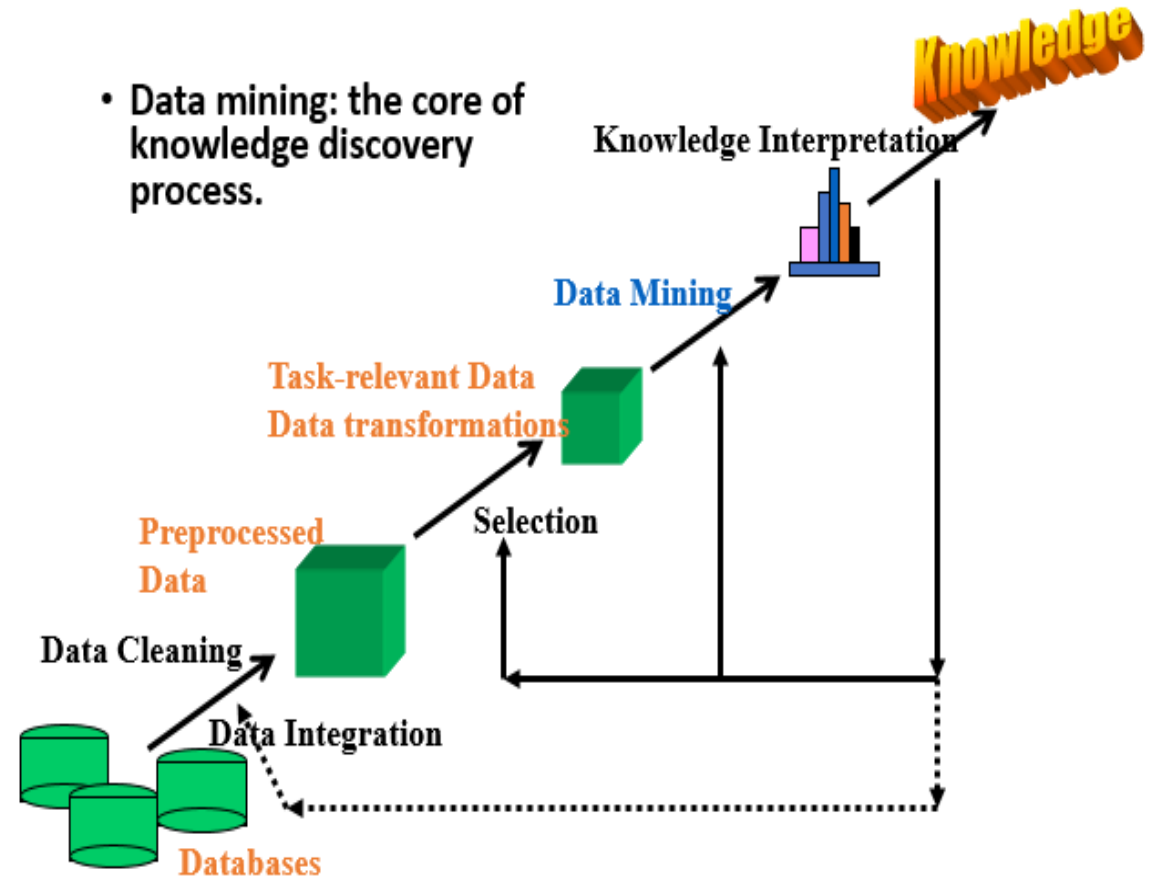 • Data mining: the core of
knowledge discovery
process.
Knowledge
Knowledge Interpretation
Data Mining
Task-relevant Data
Data transformations
Selection
Preprocessed
Data
Data Cleaning
Data Integration
Databases